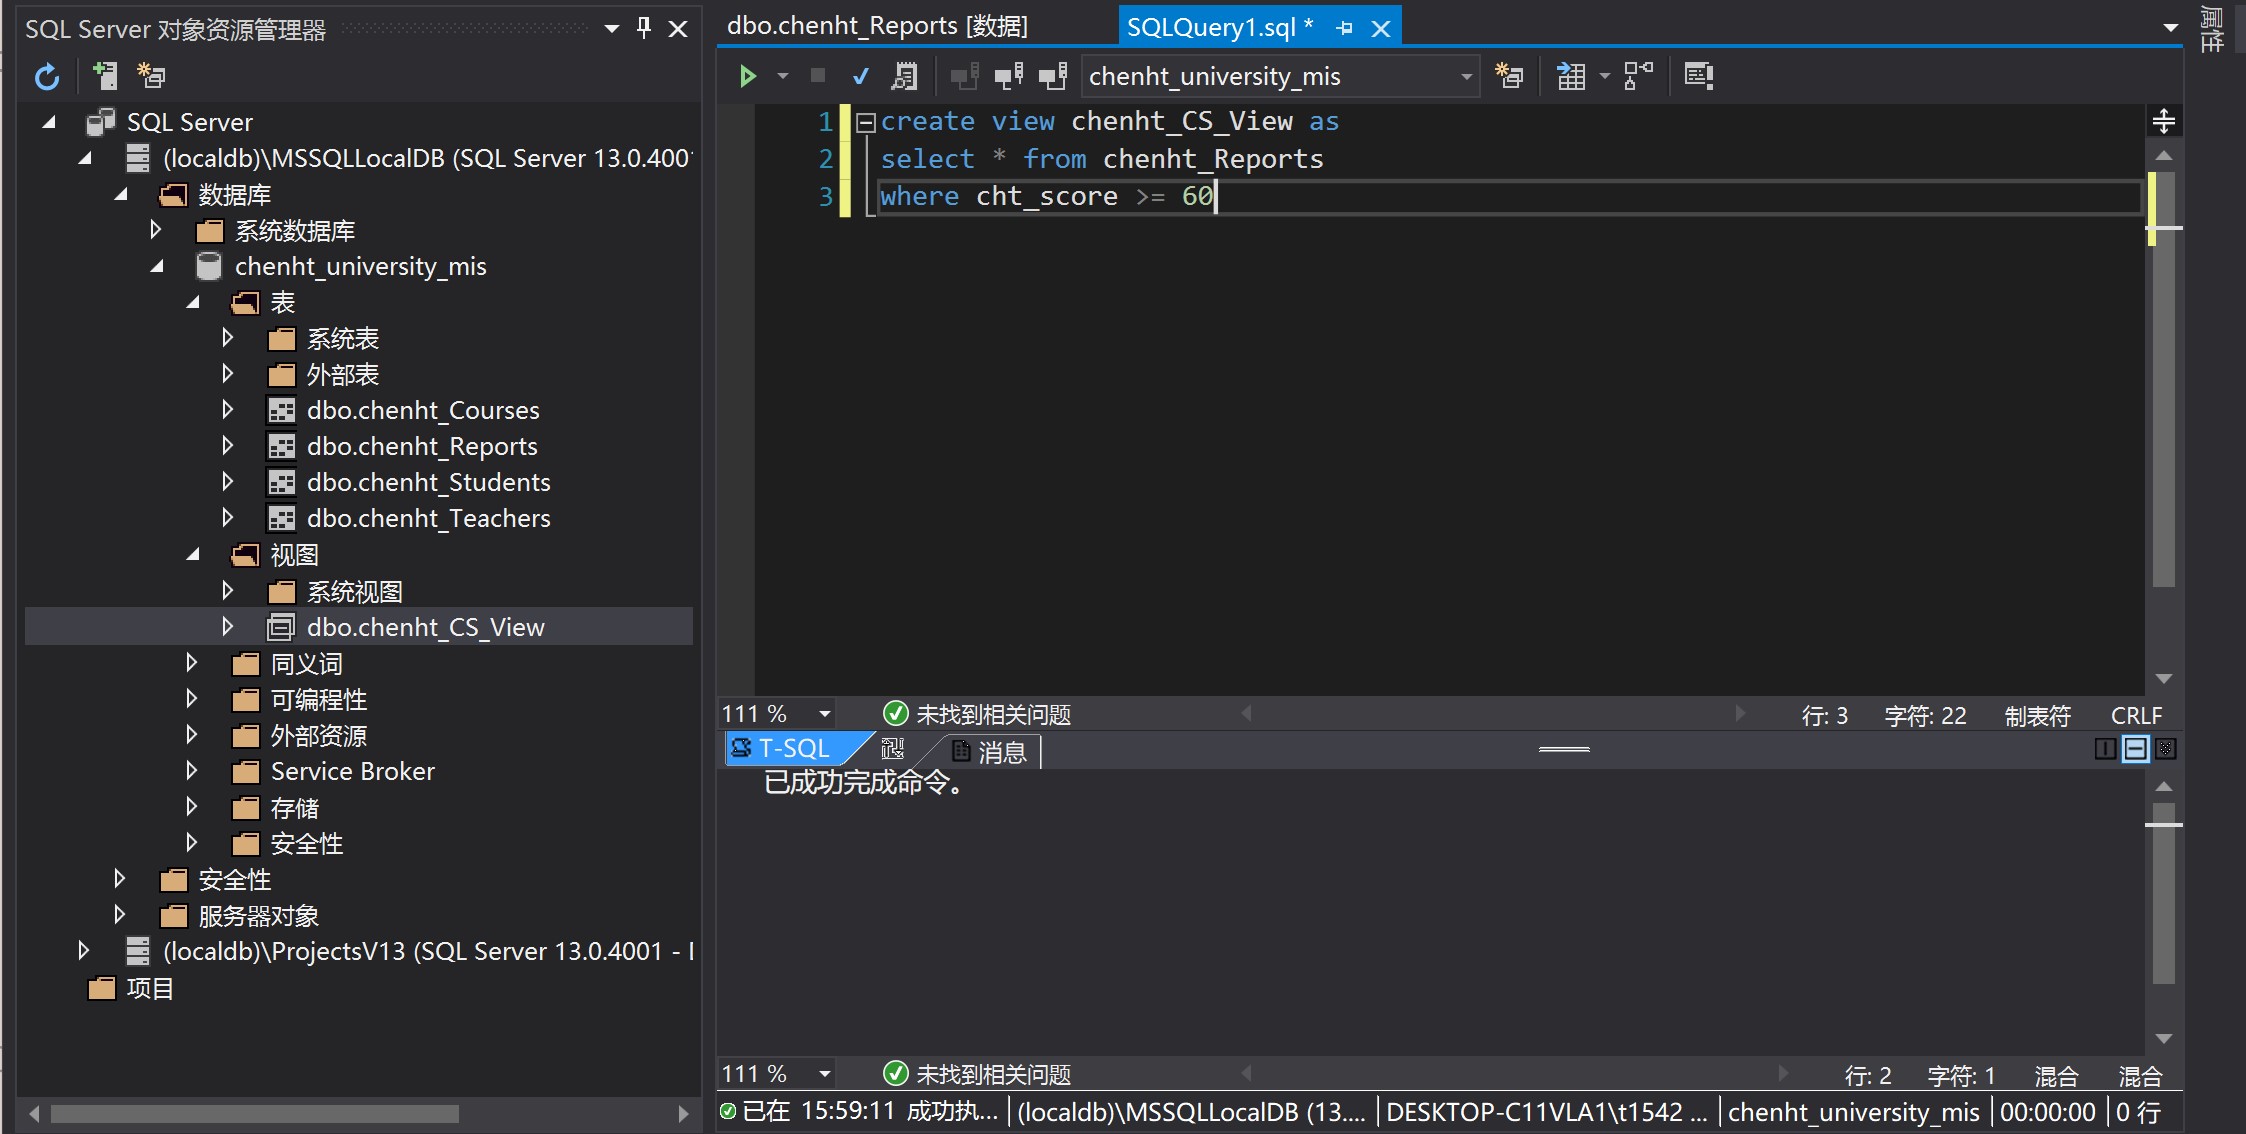 SQL Server 对象资源管理器
SQL Server
(localdb)\MSSQLLocalDB (SQL Server 13.0.400
数据库
系统数据库
chenht_university_mis
表
系统表
外部表
dbo.chenht_Courses
dbo.chenht_Reports
dbo.chenht_Students
dbo.chenht_Teachers
视图
系统视图
dbo.chenht_CS_View
同义词
可编程性
外部资源
Service Broker
存储
安全性
安全性
服务器对象
(localdb)\ProjectsV13 (SQL Server 13.0.4001 -
项目
dbo.chenht_Reports [数据]
SQLQuery1.sql *
chenht_university_mis
1 create view chenht_CS_View as
2 select * from chenht_Reports
3 where cht_score >= 60
111 % 未找到相关问题 行: 3 字符: 22 制表符 CRLF
T-SQL 消息
已成功完成命令。
111 % 未找到相关问题 行: 2 字符: 1 混合 混合
已在 15:59:11 成功执... (localdb)\MSSQLLocalDB (13.... DESKTOP-C11VLA1\t1542 ... chenht_university_mis 00:00:00 0 行
属性